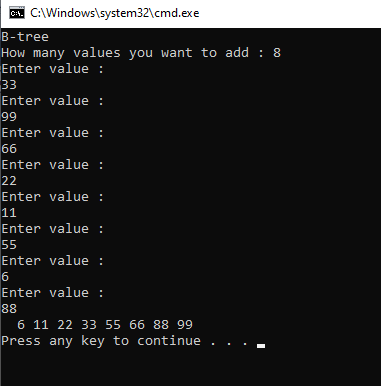 C:\Windows\system32\cmd.exe
B-tree
How many values you want to add : 8
Enter value :
33
Enter value :
99
Enter value :
66
Enter value :
22
Enter value :
11
Enter value :
55
Enter value :
6
Enter value :
88
  6 11 22 33 55 66 88 99
Press any key to continue . . .